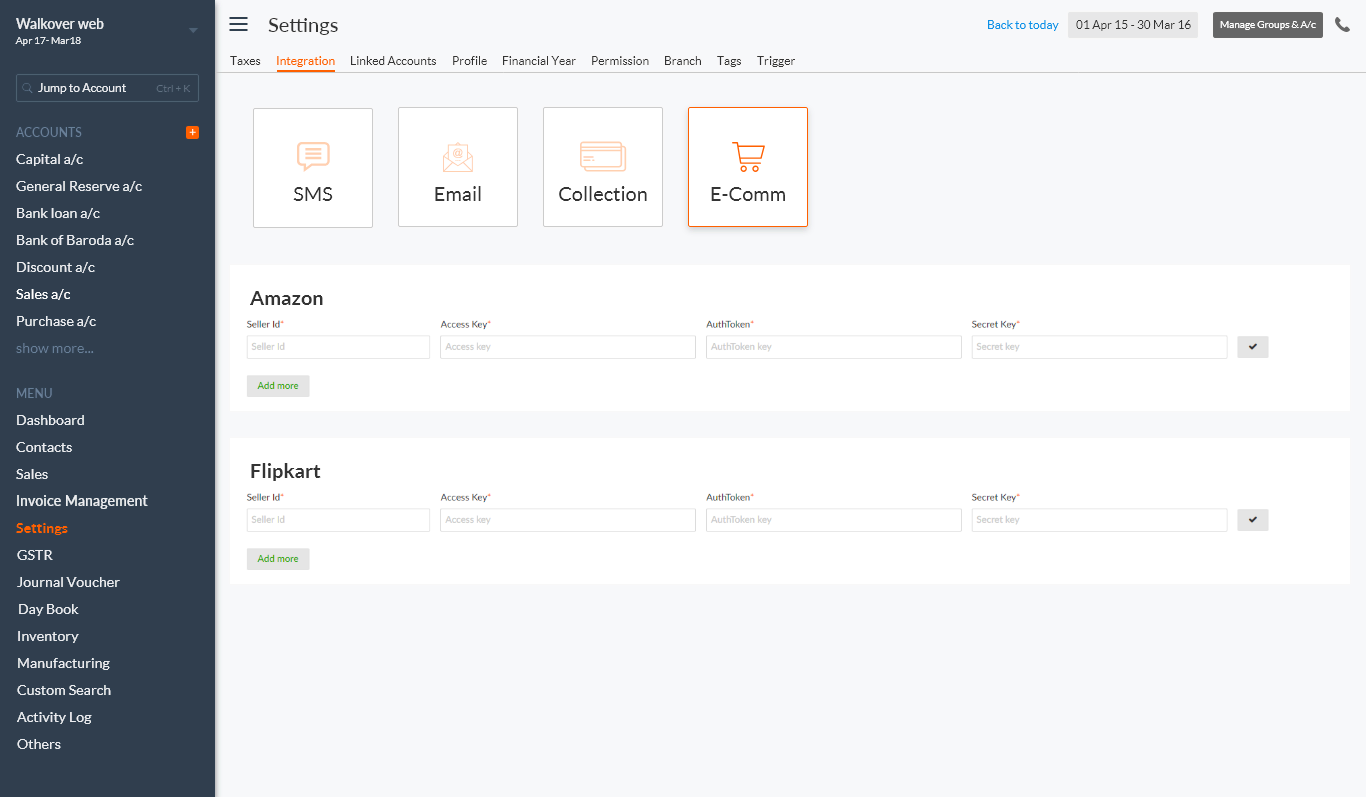 Walkover web
Apr 17- Mar18
Jump to Account Ctrl + K
ACCOUNTS +
Capital a/c
General Reserve a/c
Bank loan a/c
Bank of Baroda a/c
Discount a/c
Sales a/c
Purchase a/c
show more...
MENU
Dashboard
Contacts
Sales
Invoice Management
Settings
GSTR
Journal Voucher
Day Book
Inventory
Manufacturing
Custom Search
Activity Log
Others
Settings
Back to today 01 Apr 15 - 30 Mar 16 Manage Groups & A/c
Taxes Integration Linked Accounts Profile Financial Year Permission Branch Tags Trigger
SMS @ Email Collection E-Comm
Amazon
Seller Id* Access Key* AuthToken* Secret Key*
Seller Id Access key AuthToken key Secret key
Add more
Flipkart
Seller Id* Access Key* AuthToken* Secret Key*
Seller Id Access key AuthToken key Secret key
Add more